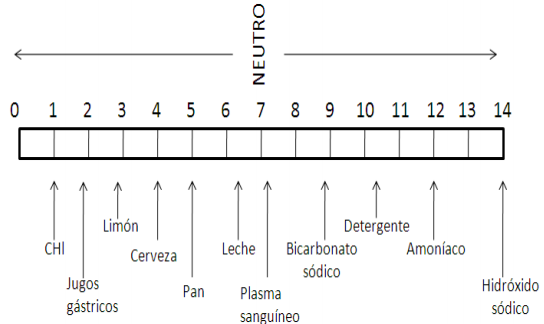 NEUTRO
0 1 2 3 4 5 6 7 8 9 10 11 12 13 14
CHl
Jugos
gástricos
Limón
Cerveza
Pan
Leche
Plasma
sanguíneo
Bicarbonato
sódico
Detergente
Amoníaco
Hidróxido
sódico